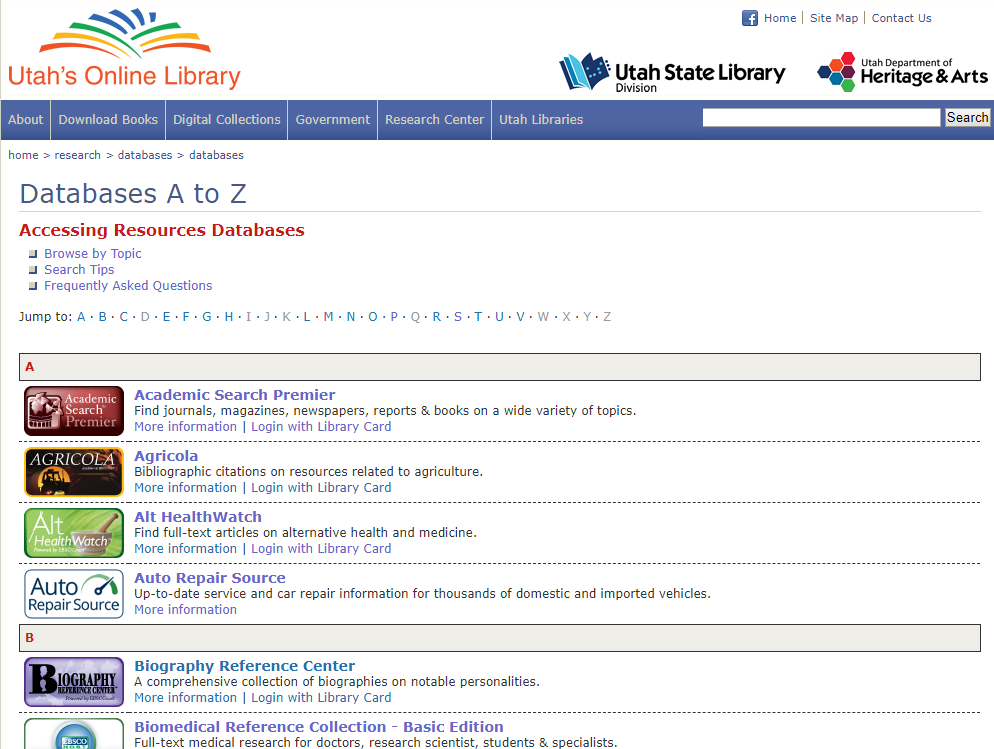 Home | Site Map | Contact Us
Utah's Online Library
Utah State Library
Division
Utah Department of
Heritage & Arts
About Download Books Digital Collections Government Research Center Utah Libraries Search
home > research > databases > databases
Databases A to Z
Accessing Resources Databases
Browse by Topic
Search Tips
Frequently Asked Questions
Jump to: A · B · C · D · E · F · G · H · I · J · K · L · M · N · O · P · Q · R · S · T · U · V · W · X · Y · Z
A
Academic
Search
Premier
Academic Search Premier
Find journals, magazines, newspapers, reports & books on a wide variety of topics.
More information | Login with Library Card
AGRICOLA
Agricola
Bibliographic citations on resources related to agriculture.
More information | Login with Library Card
Alt
HealthWatch
Powered by EBSCOhost
Alt HealthWatch
Find full-text articles on alternative health and medicine.
More information | Login with Library Card
Auto
Repair Source
Auto Repair Source
Up-to-date service and car repair information for thousands of domestic and imported vehicles.
More information
B
BIOGRAPHY
REFERENCE CENTER
Powered by EBSCOhost
Biography Reference Center
A comprehensive collection of biographies on notable personalities.
More information | Login with Library Card
EBSCO
HOST
Biomedical Reference Collection - Basic Edition
Full-text medical research for doctors, research scientist, students & specialists.